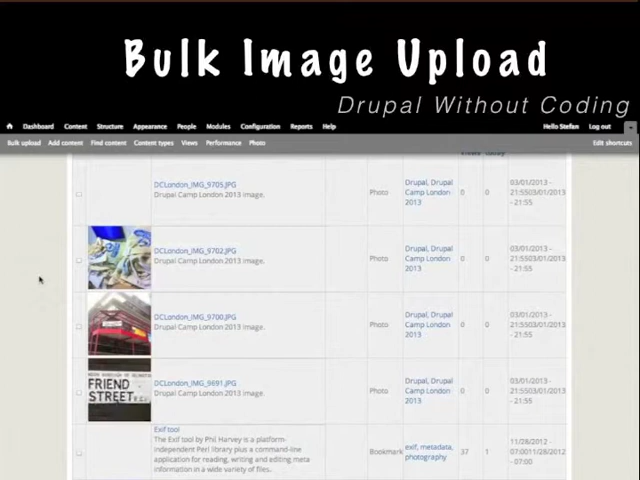 Bulk Image Upload
Drupal Without Coding
Dashboard Content Structure Appearance People Modules Configuration Reports Help Hello Stefan Log out
Bulk upload Add content Find content Content types Views Performance Photo Edit shortcuts
DCLondon_IMG_9705.JPG
Drupal Camp London 2013 image.
Photo
Drupal, Drupal
Camp London
2013
0 0
03/01/2013 -
21:5503/01/2013
- 21:55
DCLondon_IMG_9702.JPG
Drupal Camp London 2013 image.
Photo
Drupal, Drupal
Camp London
2013
0 0
03/01/2013 -
21:5503/01/2013
- 21:55
DCLondon_IMG_9700.JPG
Drupal Camp London 2013 image.
Photo
Drupal, Drupal
Camp London
2013
0 0
03/01/2013 -
21:5503/01/2013
- 21:55
FRIEND
STREET
DCLondon_IMG_9691.JPG
Drupal Camp London 2013 image.
Photo
Drupal, Drupal
Camp London
2013
0 0
03/01/2013 -
21:5503/01/2013
- 21:55
Exif tool
The Exif tool by Phil Harvey is a platform-
independent Perl library plus a command-line
application for reading, writing and editing meta
information in a wide variety of files.
Bookmark
exif, metadata,
photography
37 1
11/28/2012 -
07:0011/28/2012
- 07:00